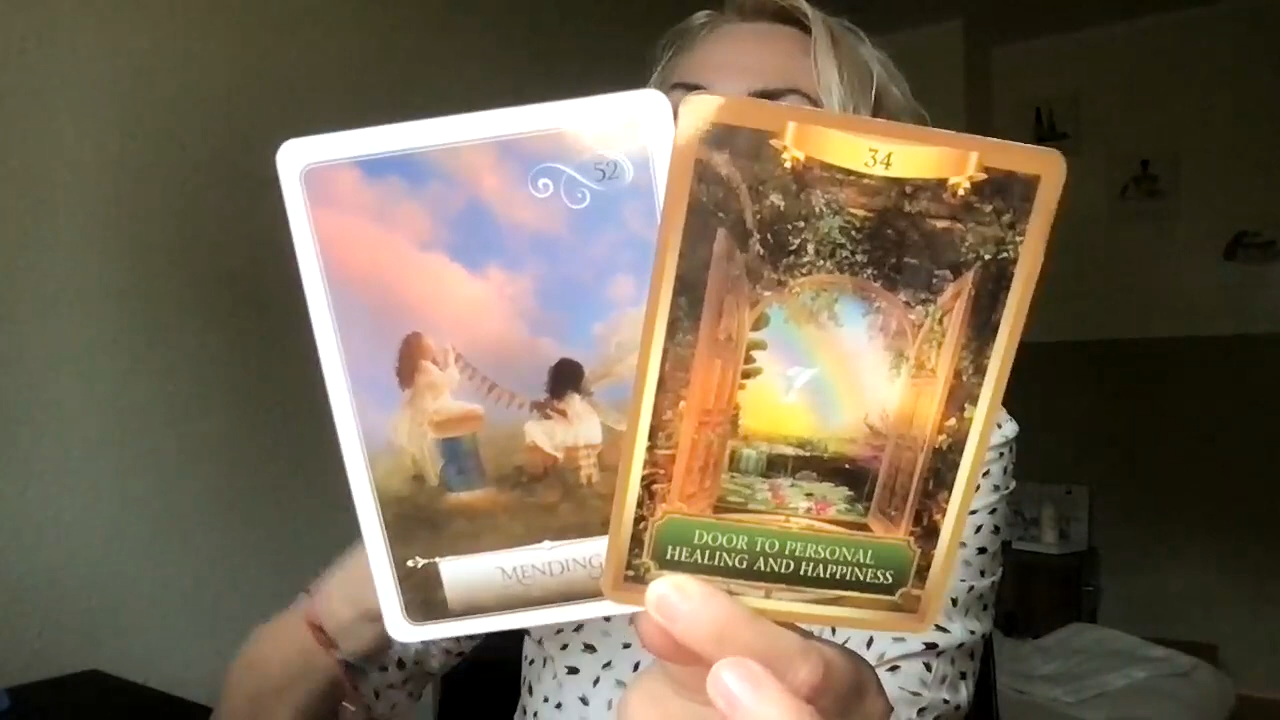 52
MENDING
34
DOOR TO PERSONAL
HEALING AND HAPPINESS